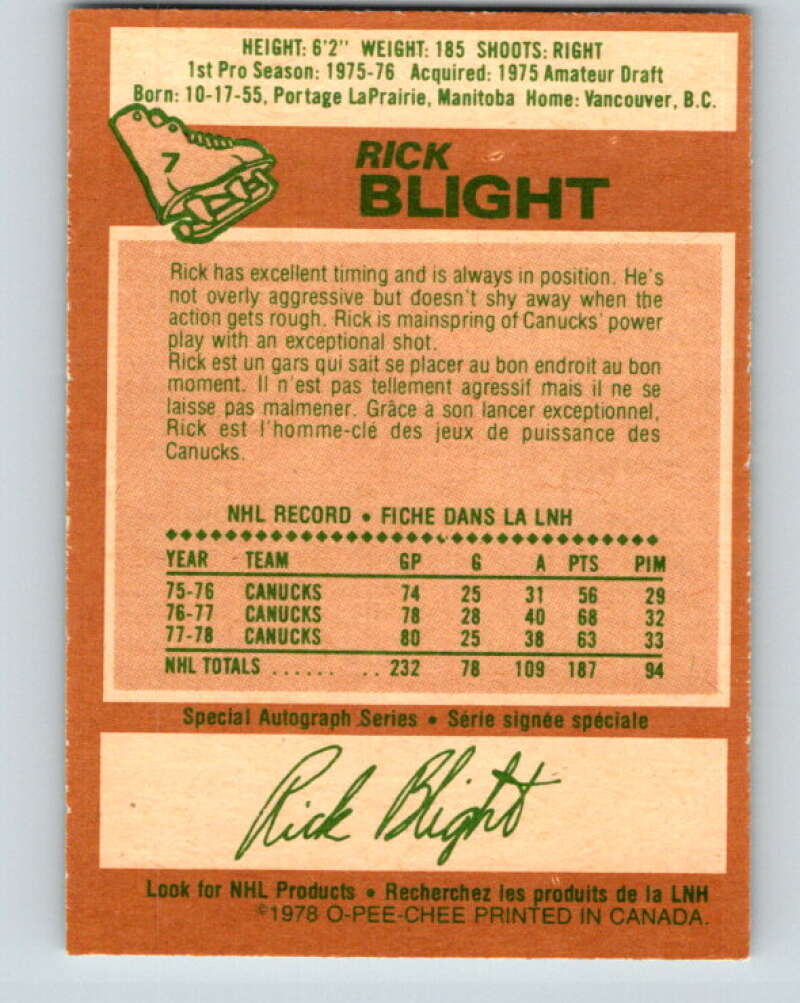 HEIGHT: 6'2" WEIGHT: 185 SHOOTS: RIGHT
1st Pro Season: 1975-76 Acquired: 1975 Amateur Draft
Born: 10-17-55, Portage LaPrairie, Manitoba Home: Vancouver, B.C.
7
RICK
BLIGHT
Rick has excellent timing and is always in position. He's
not overly aggressive but doesn't shy away when the
action gets rough. Rick is mainspring of Canucks' power
play with an exceptional shot.
Rick est un gars qui sait se placer au bon endroit au bon
moment. Il n'est pas tellement agressif mais il ne se
laisse pas malmener. Grâce à son lancer exceptionnel,
Rick est l'homme-clé des jeux de puissance des
Canucks.
NHL RECORD • FICHE DANS LA LNH
YEAR TEAM GP G A PTS PIM
75-76 CANUCKS 74 25 31 56 29
76-77 CANUCKS 78 28 40 68 32
77-78 CANUCKS 80 25 38 63 33
NHL TOTALS ...... .. 232 78 109 187 94
Special Autograph Series • Série signée spéciale
Rick Blight
Look for NHL Products • Recherchez les produits de la LNH
©1978 O-PEE-CHEE PRINTED IN CANADA.